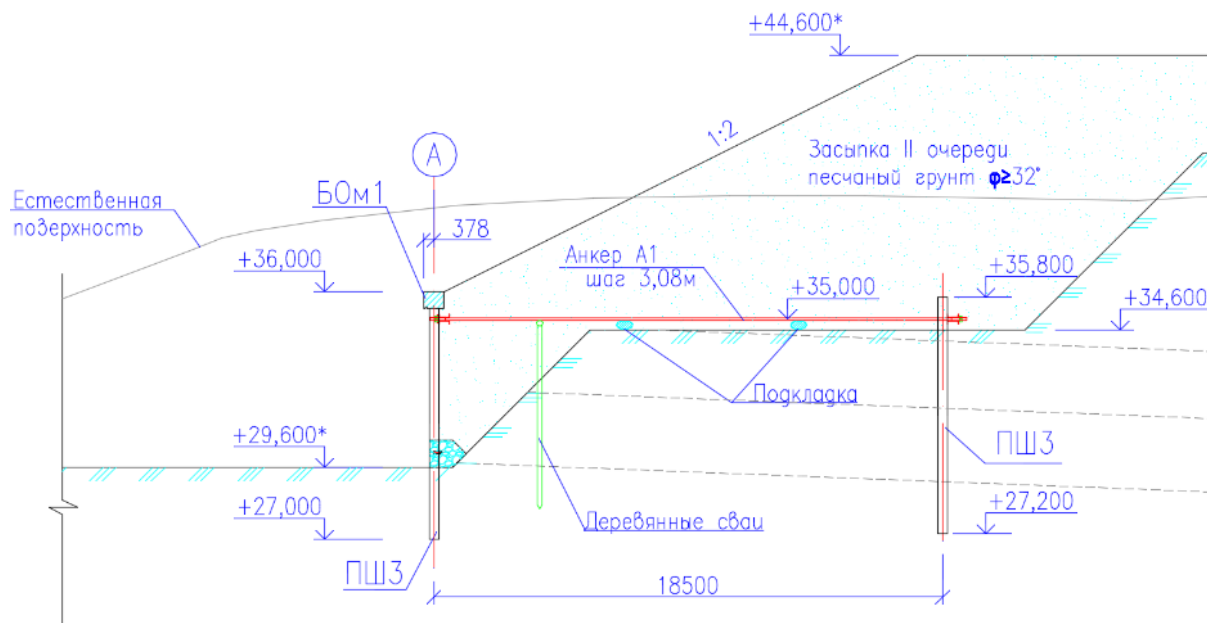 +44,600*
1:2
А
Засыпка II очереди
песчаный грунт φ≥32°
Естественная
поверхность
БОм1
378
+36,000
Анкер А1
шаг 3,08м
+35,000
+35,800
+34,600
Подкладка
+29,600*
ПШ3
+27,000
Деревянные сваи
+27,200
ПШ3
18500